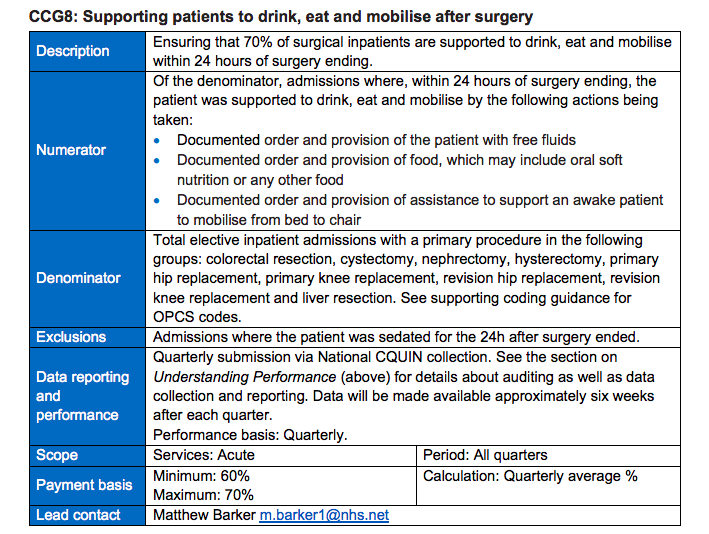 CCG8: Supporting patients to drink, eat and mobilise after surgery
Description
Ensuring that 70% of surgical inpatients are supported to drink, eat and mobilise
within 24 hours of surgery ending.
Numerator
Of the denominator, admissions where, within 24 hours of surgery ending, the
patient was supported to drink, eat and mobilise by the following actions being
taken:
• Documented order and provision of the patient with free fluids
• Documented order and provision of food, which may include oral soft
nutrition or any other food
• Documented order and provision of assistance to support an awake patient
to mobilise from bed to chair
Denominator
Total elective inpatient admissions with a primary procedure in the following
groups: colorectal resection, cystectomy, nephrectomy, hysterectomy, primary
hip replacement, primary knee replacement, revision hip replacement, revision
knee replacement and liver resection. See supporting coding guidance for
OPCS codes.
Exclusions
Admissions where the patient was sedated for the 24h after surgery ended.
Data reporting
and
performance
Quarterly submission via National CQUIN collection. See the section on
Understanding Performance (above) for details about auditing as well as data
collection and reporting. Data will be made available approximately six weeks
after each quarter.
Performance basis: Quarterly.
Scope
Services: Acute
Period: All quarters
Payment basis
Minimum: 60%
Maximum: 70%
Calculation: Quarterly average %
Lead contact
Matthew Barker m.barker1@nhs.net